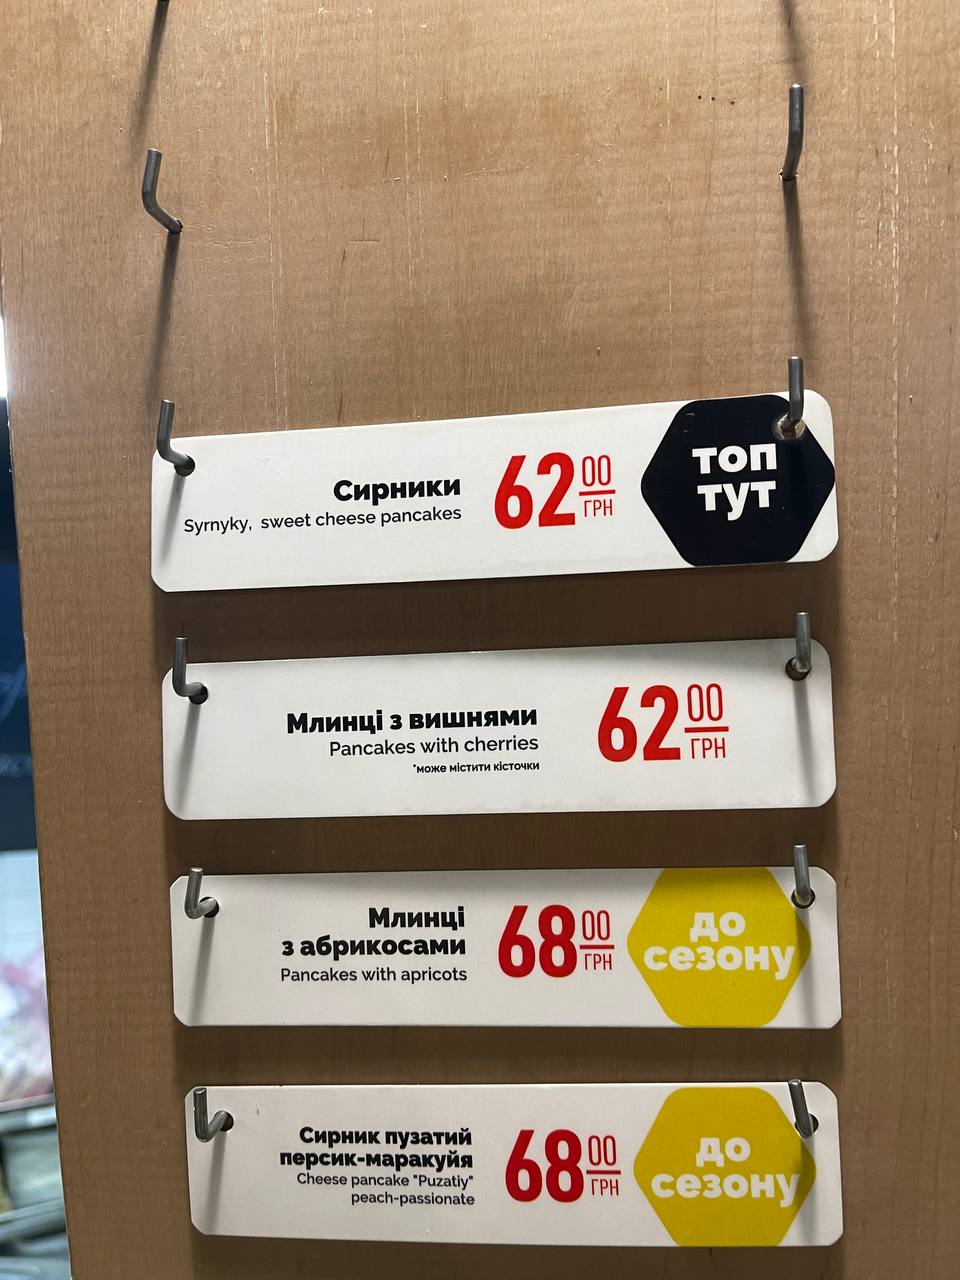 Сирники
Syrnyky, sweet cheese pancakes
62 00
ГРН
топ
тут
Млинці з вишнями
Pancakes with cherries
*може містити кісточки
62 00
ГРН
Млинці
з абрикосами
Pancakes with apricots
68 00
ГРН
до
сезону
Сирник пузатий
персик-маракуйя
Cheese pancake "Puzatiy"
peach-passionate
68 00
ГРН
до
сезону